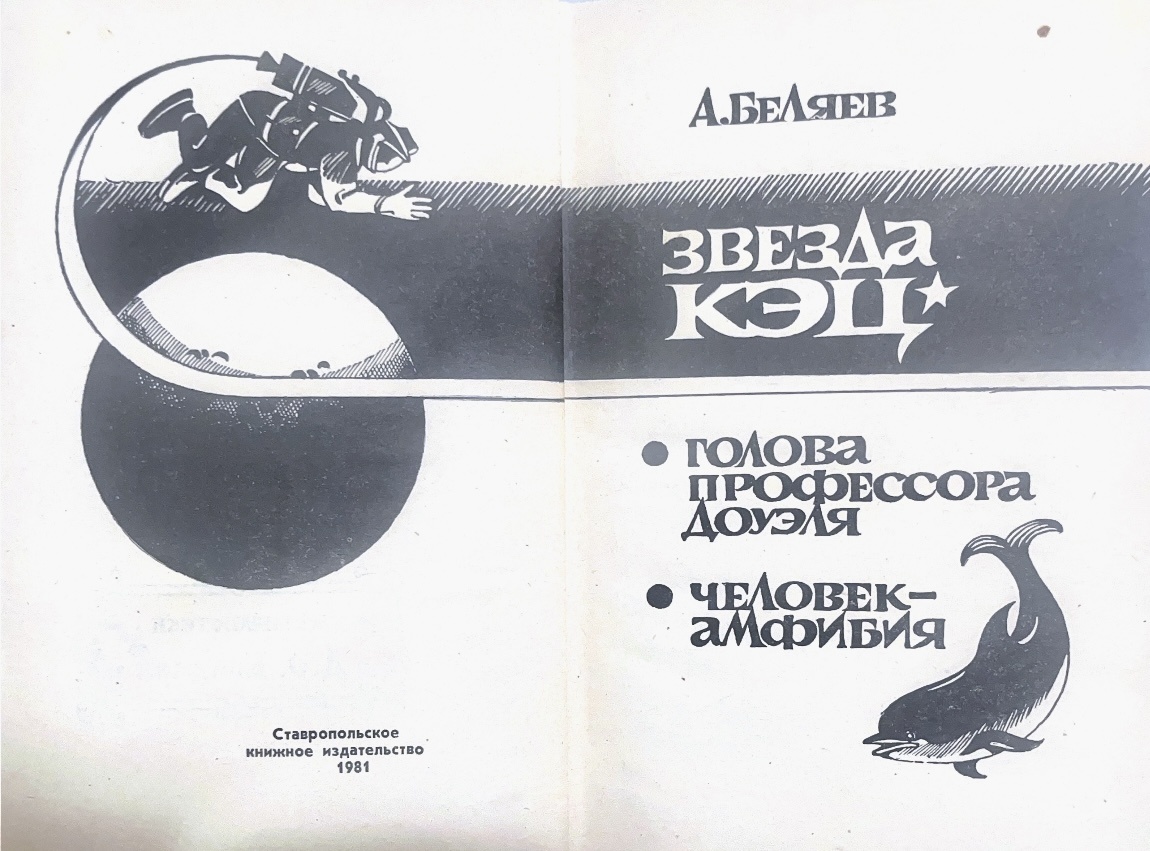 А. Беляев
ЗВЕЗДА
КЭЦ
ГОЛОВА
ПРОФЕССОРА
ДОУЭЛЯ
ЧЕЛОВЕК-
АМФИБИЯ
Ставропольское
книжное издательство
1981